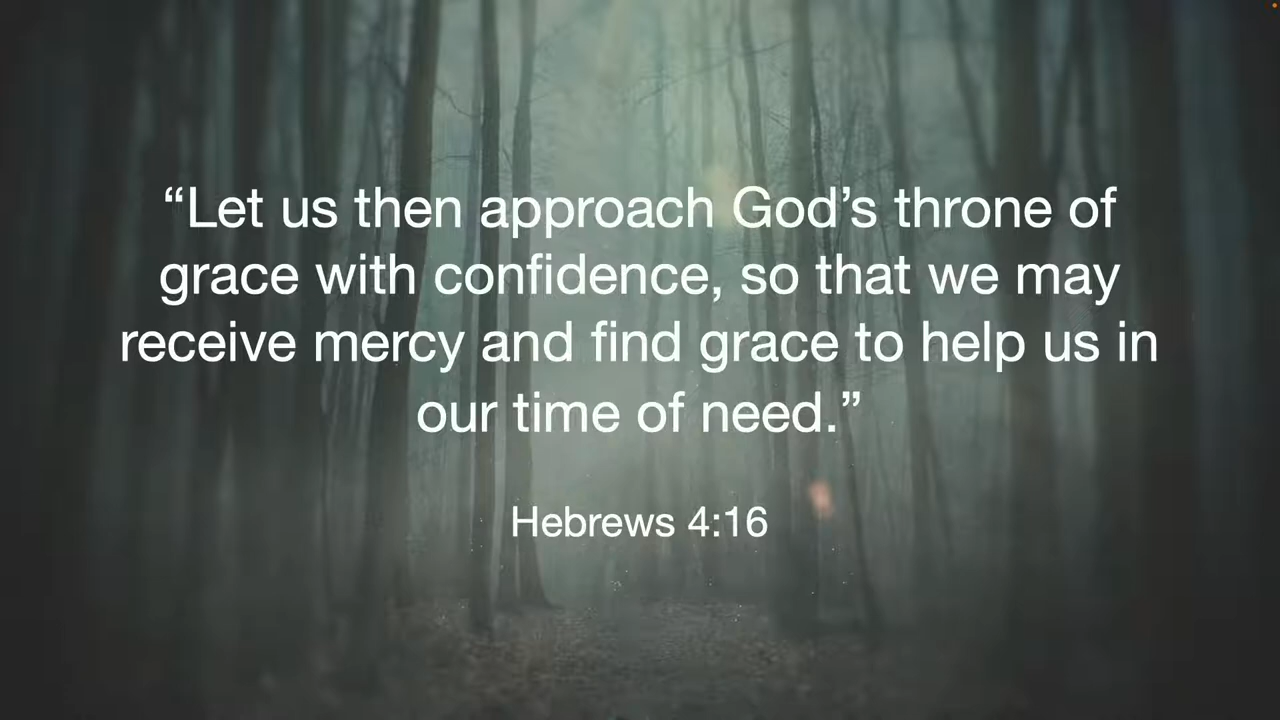 “Let us then approach God’s throne of
grace with confidence, so that we may
receive mercy and find grace to help us in
our time of need.”
Hebrews 4:16